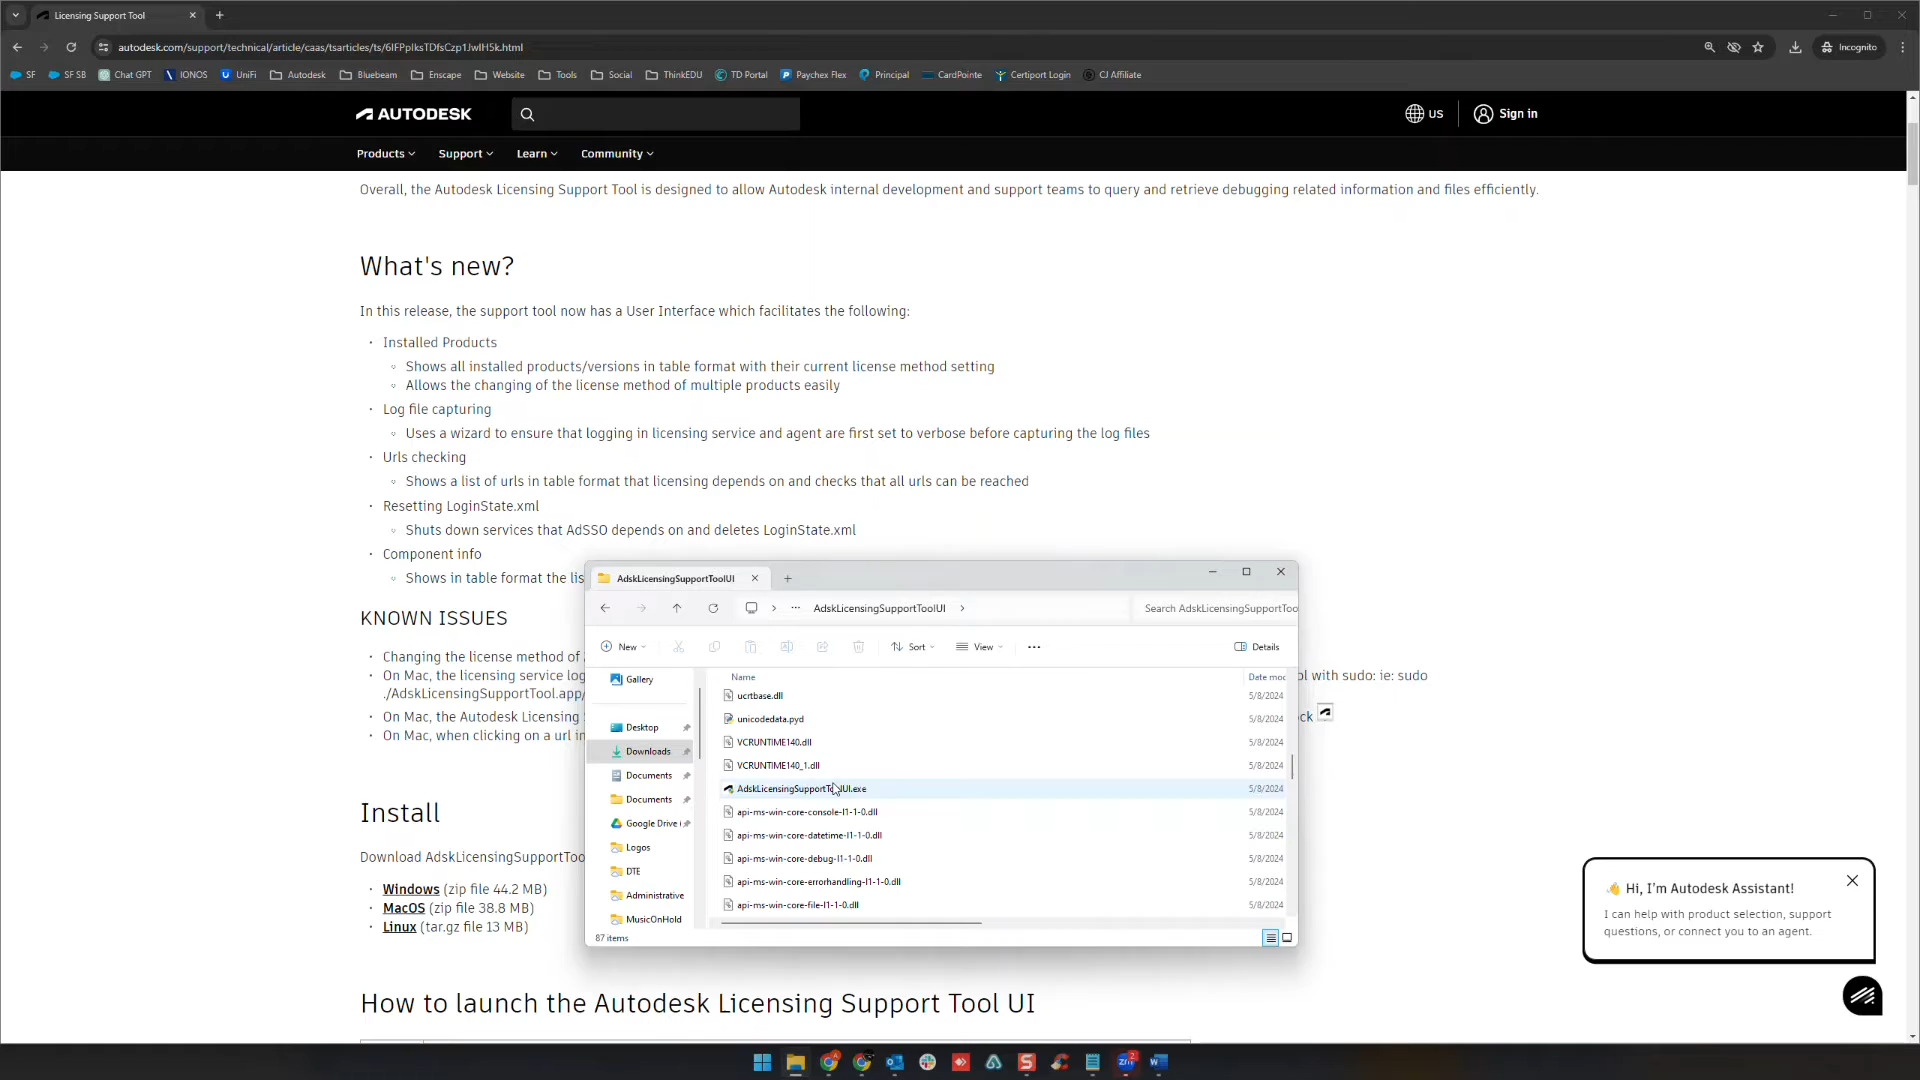 Licensing Support Tool
autodesk.com/support/technical/article/caas/tsarticles/ts/6IFPpIksTDfsCzp1JwIH5k.html
Incognito
SF
SF SB
Chat GPT
IONOS
UniFi
Autodesk
Bluebeam
Enscape
Website
Tools
Social
ThinkEDU
TD Portal
Paychex Flex
Principal
CardPointe
Certiport Login
CJ Affiliate
AUTODESK
US
Sign in
Products
Support
Learn
Community
Overall, the Autodesk Licensing Support Tool is designed to allow Autodesk internal development and support teams to query and retrieve debugging related information and files efficiently.
What's new?
In this release, the support tool now has a User Interface which facilitates the following:
Installed Products
Shows all installed products/versions in table format with their current license method setting
Allows the changing of the license method of multiple products easily
Log file capturing
Uses a wizard to ensure that logging in licensing service and agent are first set to verbose before capturing the log files
Urls checking
Shows a list of urls in table format that licensing depends on and checks that all urls can be reached
Resetting LoginState.xml
Shuts down services that AdSSO depends on and deletes LoginState.xml
Component info
Shows in table format the lis
KNOWN ISSUES
Changing the license method of
On Mac, the licensing service log
ol with sudo: ie: sudo
./AdskLicensingSupportTool.app/
On Mac, the Autodesk Licensing
ck
On Mac, when clicking on a url in
Install
Download AdskLicensingSupportToo
Windows (zip file 44.2 MB)
MacOS (zip file 38.8 MB)
Linux (tar.gz file 13 MB)
How to launch the Autodesk Licensing Support Tool UI
AdskLicensingSupportToolUI
AdskLicensingSupportToolUI
Search AdskLicensingSupportToo
New
Sort
View
Details
Gallery
Desktop
Downloads
Documents
Documents
Google Drive (
Logos
DTE
Administrative
MusicOnHold
Name
Date mod
ucrtbase.dll
5/8/2024
unicodedata.pyd
5/8/2024
VCRUNTIME140.dll
5/8/2024
VCRUNTIME140_1.dll
5/8/2024
AdskLicensingSupportToolUI.exe
5/8/2024
api-ms-win-core-console-l1-1-0.dll
5/8/2024
api-ms-win-core-datetime-l1-1-0.dll
5/8/2024
api-ms-win-core-debug-l1-1-0.dll
5/8/2024
api-ms-win-core-errorhandling-l1-1-0.dll
5/8/2024
api-ms-win-core-file-l1-1-0.dll
5/8/2024
87 items
Hi, I'm Autodesk Assistant!
I can help with product selection, support
questions, or connect you to an agent.